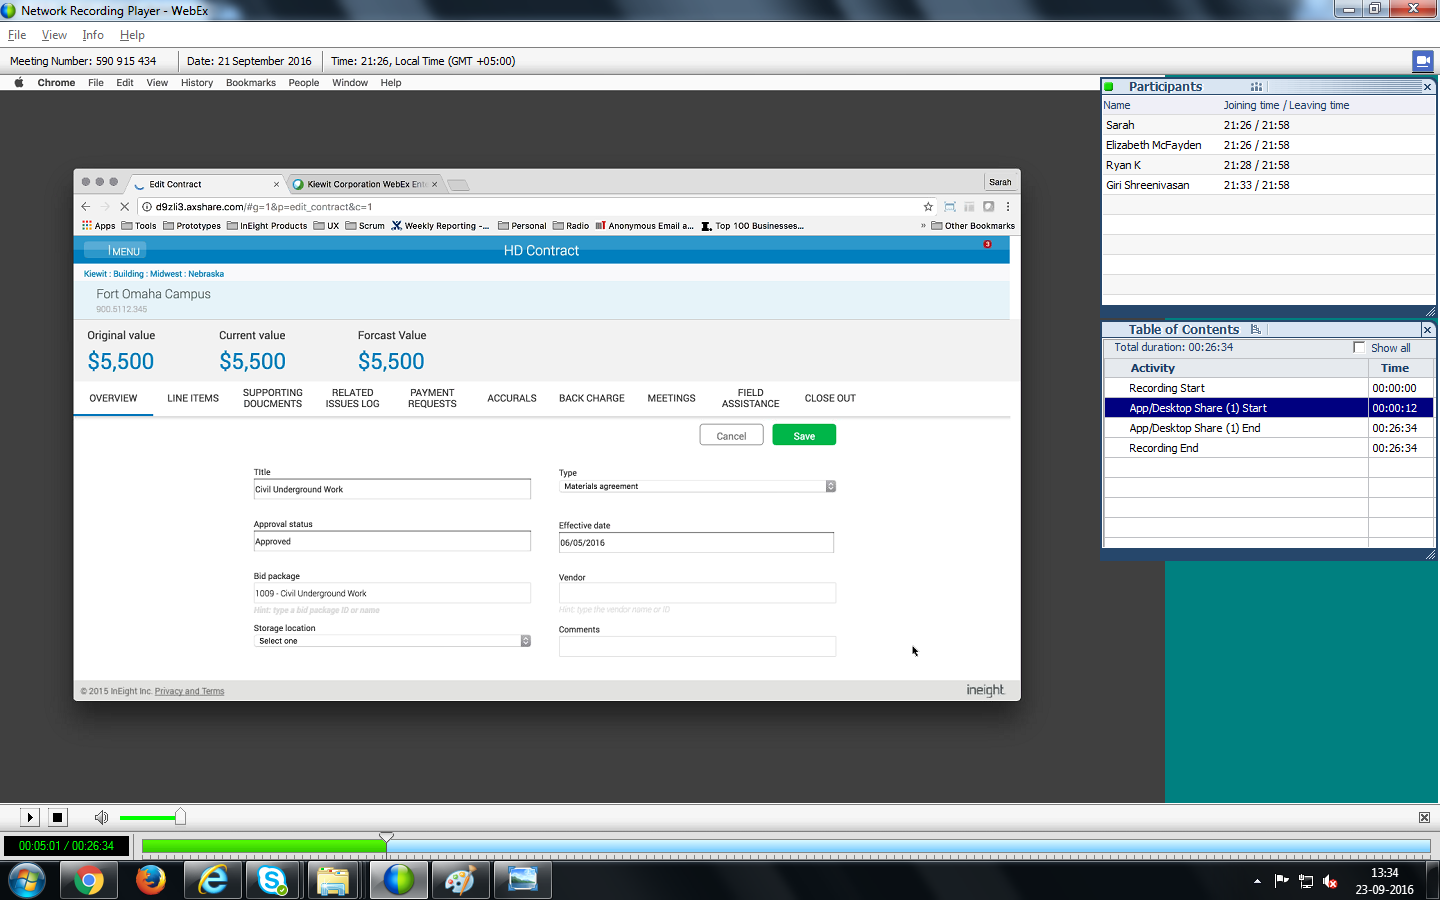 Network Recording Player - WebEx
File View Info Help
Meeting Number: 590 915 434 Date: 21 September 2016 Time: 21:26, Local Time (GMT +05:00)
Chrome File Edit View History Bookmarks People Window Help
Edit Contract Kiewit Corporation WebEx Ent Sarah
d9zli3.axshare.com/#g=1&p=edit_contract&c=1
Apps Tools Prototypes InEight Products UX Scrum Weekly Reporting -... Personal Radio Anonymous Email a... Top 100 Businesses... » Other Bookmarks
MENU HD Contract 3
Kiewit : Building : Midwest : Nebraska
Fort Omaha Campus
900.5112.345
Original value Current value Forcast Value
$5,500 $5,500 $5,500
OVERVIEW LINE ITEMS SUPPORTING DOUCMENTS RELATED ISSUES LOG PAYMENT REQUESTS ACCURALS BACK CHARGE MEETINGS FIELD ASSISTANCE CLOSE OUT
Cancel Save
Title Type
Civil Underground Work Materials agreement
Approval status Effective date
Approved 06/05/2016
Bid package Vendor
1009 - Civil Underground Work
Hint: type a bid package ID or name Hint: type the vendor name or ID
Storage location Comments
Select one
© 2015 InEight Inc. Privacy and Terms ineight
Participants
Name Joining time / Leaving time
Sarah 21:26 / 21:58
Elizabeth McFayden 21:26 / 21:58
Ryan K 21:28 / 21:58
Giri Shreenivasan 21:33 / 21:58
Table of Contents
Total duration: 00:26:34 Show all
Activity Time
Recording Start 00:00:00
App/Desktop Share (1) Start 00:00:12
App/Desktop Share (1) End 00:26:34
Recording End 00:26:34
00:05:01 / 00:26:34
13:34
23-09-2016